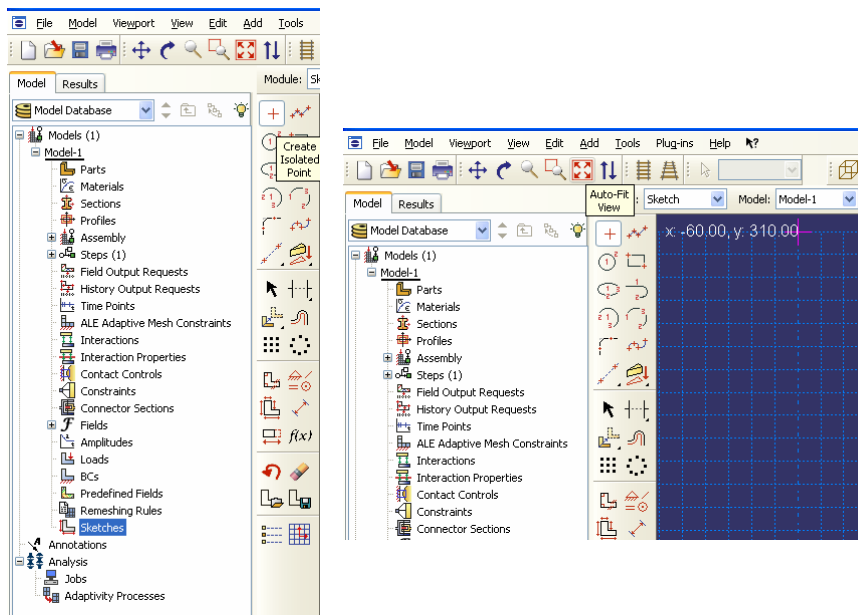 File Model Viewport View Edit Add Tools
Model Results
Module: Sk
Model Database
Models (1)
Model-1
Parts
Materials
Sections
Profiles
Assembly
Steps (1)
Field Output Requests
History Output Requests
Time Points
ALE Adaptive Mesh Constraints
Interactions
Interaction Properties
Contact Controls
Constraints
Connector Sections
Fields
Amplitudes
Loads
BCs
Predefined Fields
Remeshing Rules
Sketches
Annotations
Analysis
Jobs
Adaptivity Processes
Create
Isolated
Point
f(x)
File Model Viewport View Edit Add Tools Plug-ins Help ?
Auto-Fit
View
Model Results
: Sketch Model: Model-1
Model Database
x: -60.00, y: 310.00
Models (1)
Model-1
Parts
Materials
Sections
Profiles
Assembly
Steps (1)
Field Output Requests
History Output Requests
Time Points
ALE Adaptive Mesh Constraints
Interactions
Interaction Properties
Contact Controls
Constraints
Connector Sections